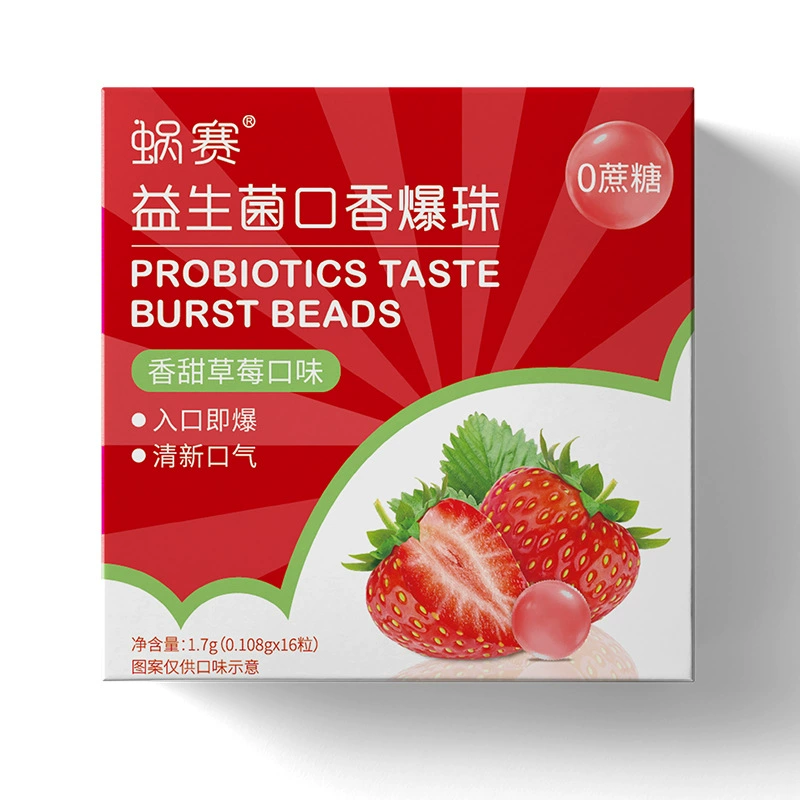 蜗赛®
0蔗糖
益生菌口香爆珠
PROBIOTICS TASTE
BURST BEADS
香甜草莓口味
●入口即爆
●清新口气
净含量:1.7g(0.108gx16粒)
图案仅供口味示意